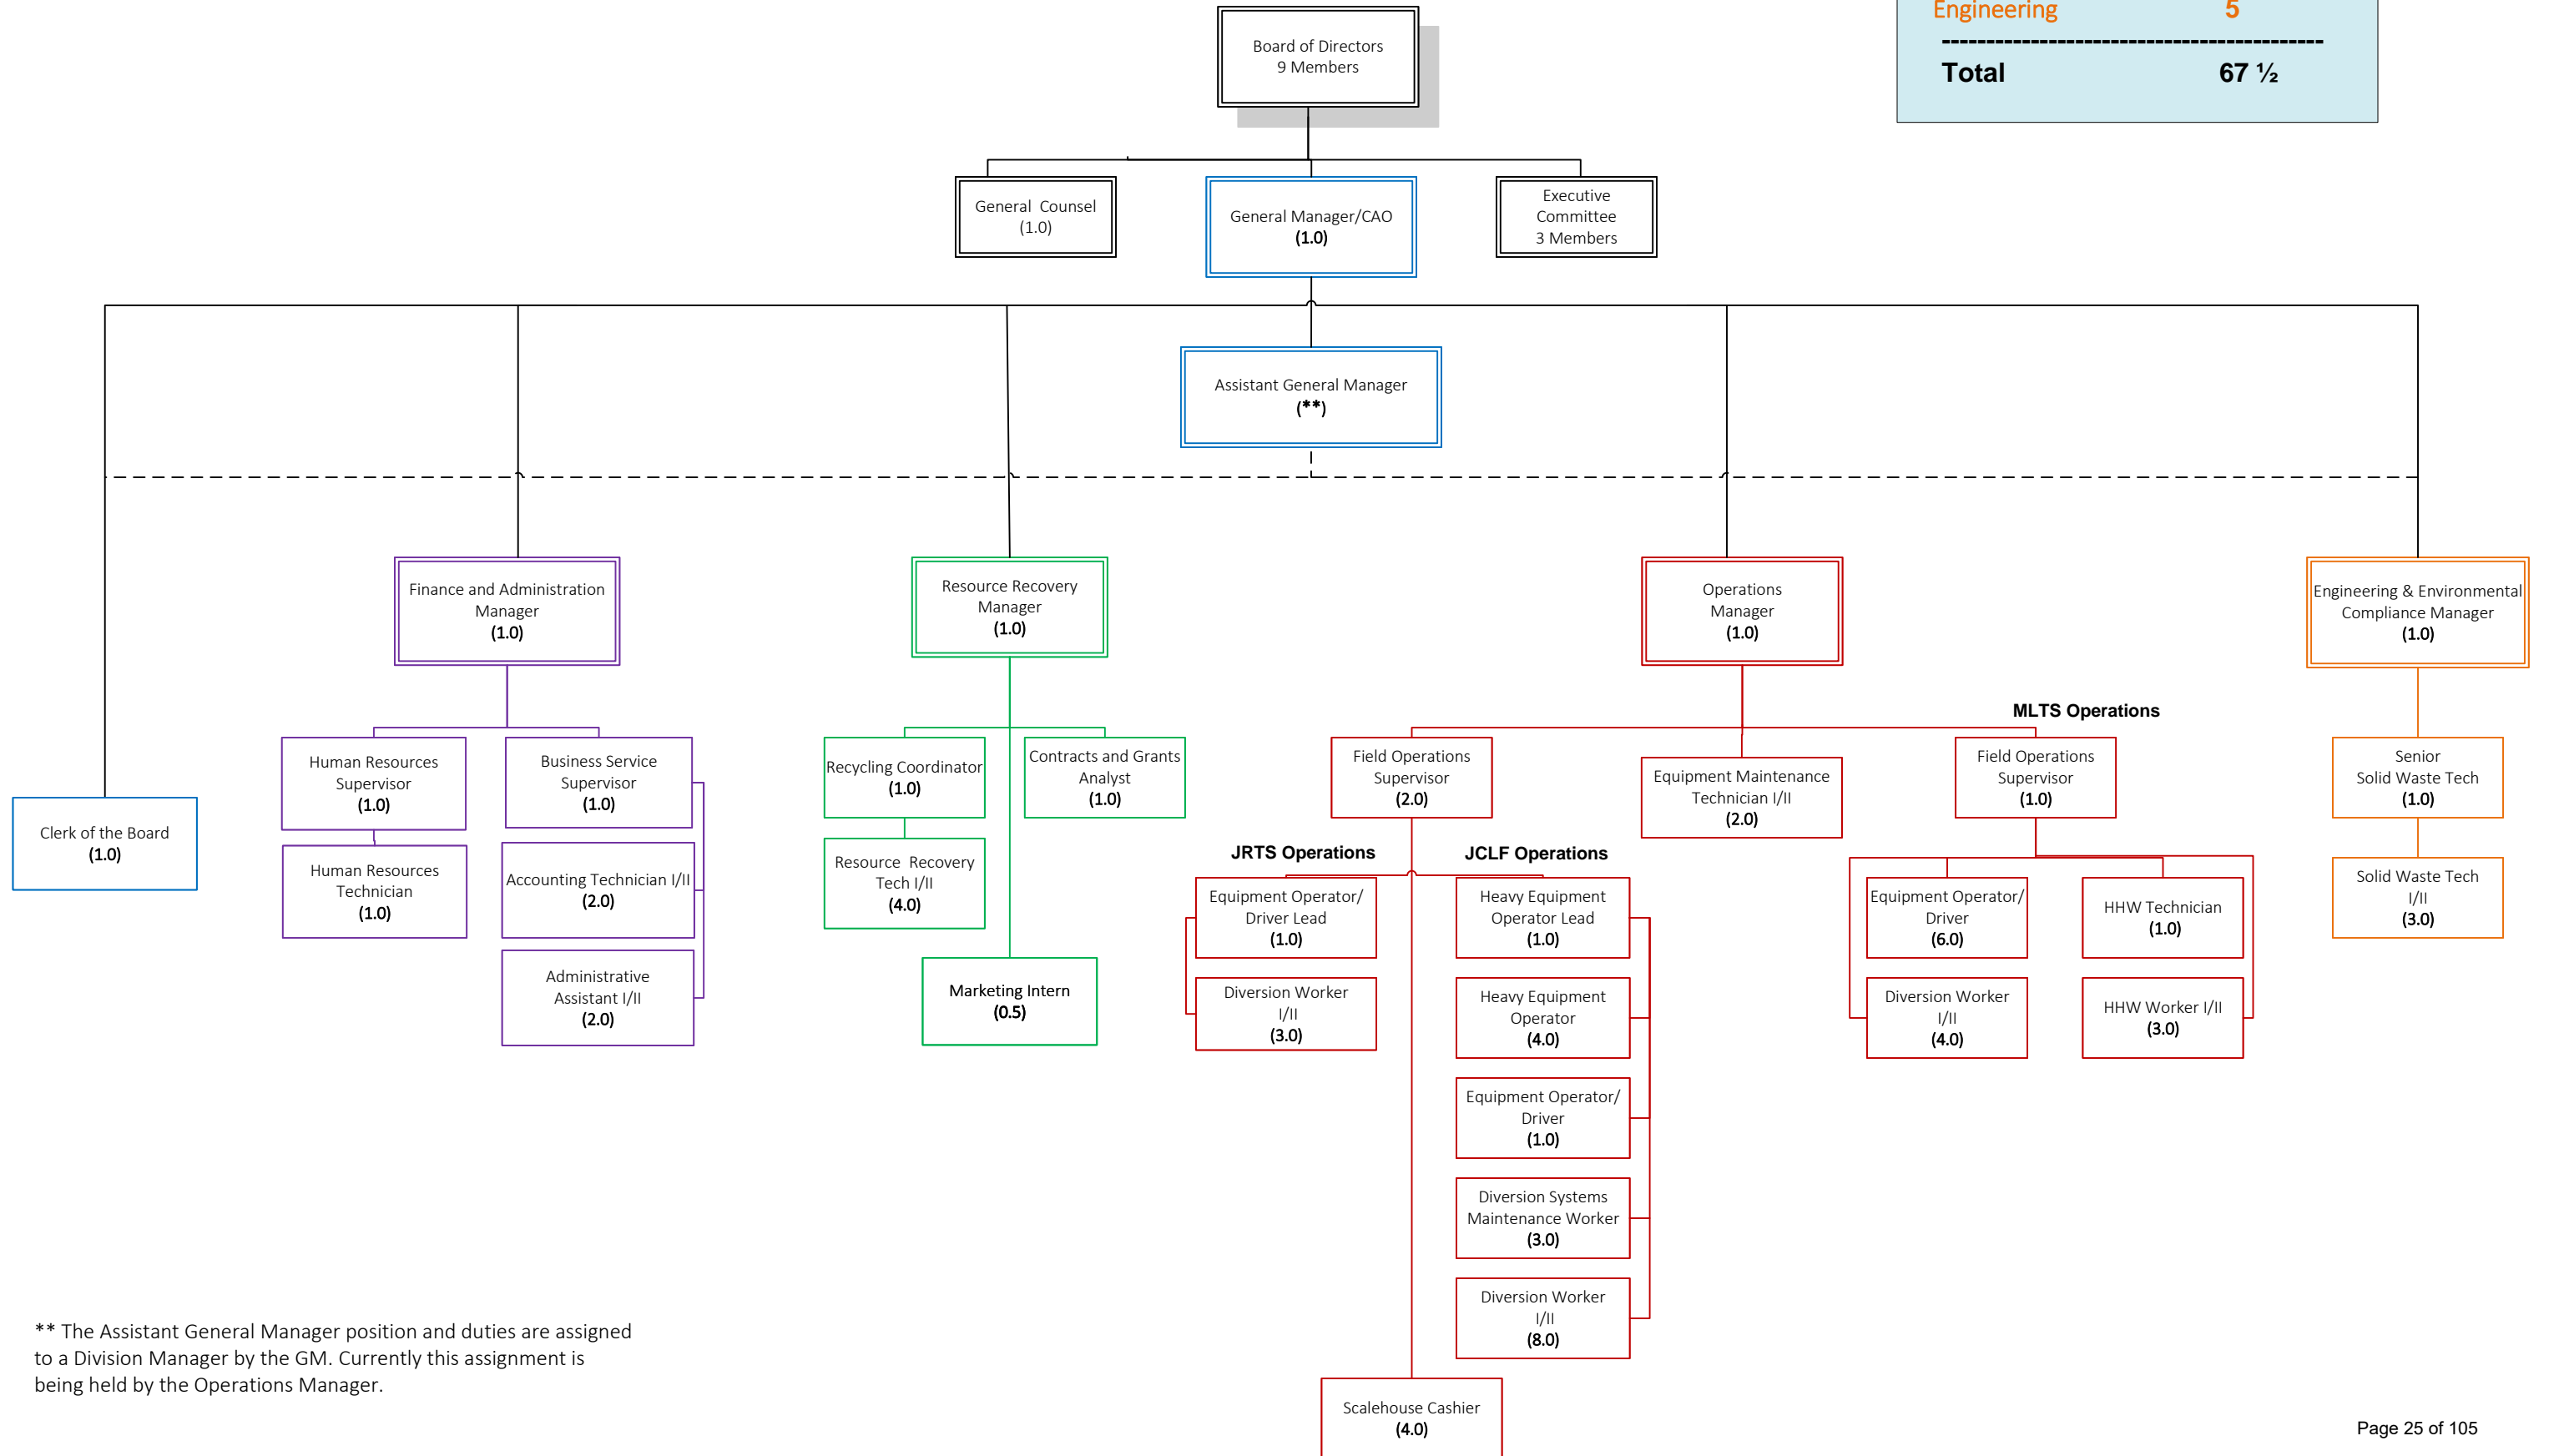 Engineering 5
--------------------------------------------
Total 67 ½
Board of Directors
9 Members
General Counsel
(1.0)
General Manager/CAO
(1.0)
Executive
Committee
3 Members
Assistant General Manager
(**)
Finance and Administration
Manager
(1.0)
Resource Recovery
Manager
(1.0)
Operations
Manager
(1.0)
Engineering & Environmental
Compliance Manager
(1.0)
MLTS Operations
Clerk of the Board
(1.0)
Human Resources
Supervisor
(1.0)
Human Resources
Technician
(1.0)
Business Service
Supervisor
(1.0)
Accounting Technician I/II
(2.0)
Administrative
Assistant I/II
(2.0)
Recycling Coordinator
(1.0)
Resource Recovery
Tech I/II
(4.0)
Contracts and Grants
Analyst
(1.0)
Marketing Intern
(0.5)
Field Operations
Supervisor
(2.0)
Equipment Maintenance
Technician I/II
(2.0)
Field Operations
Supervisor
(1.0)
Senior
Solid Waste Tech
(1.0)
Solid Waste Tech
I/II
(3.0)
JRTS Operations
Equipment Operator/
Driver Lead
(1.0)
Diversion Worker
I/II
(3.0)
JCLF Operations
Heavy Equipment
Operator Lead
(1.0)
Heavy Equipment
Operator
(4.0)
Equipment Operator/
Driver
(1.0)
Diversion Systems
Maintenance Worker
(3.0)
Diversion Worker
I/II
(8.0)
Equipment Operator/
Driver
(6.0)
Diversion Worker
I/II
(4.0)
HHW Technician
(1.0)
HHW Worker I/II
(3.0)
Scalehouse Cashier
(4.0)
** The Assistant General Manager position and duties are assigned
to a Division Manager by the GM. Currently this assignment is
being held by the Operations Manager.
Page 25 of 105